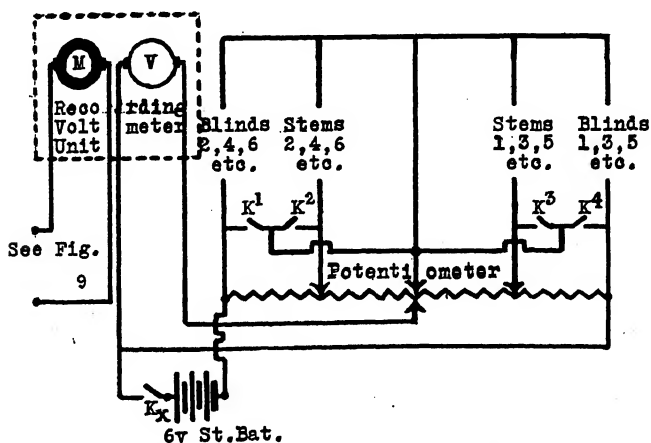 M
V
Recording
Volt meter
Unit
Blinds
2,4,6
etc.
Stems
2,4,6
etc.
Stems
1,3,5
etc.
Blinds
1,3,5
etc.
K1 K2
K3 K4
See Fig.
9
Potentiometer
Kx
6v St.Bat.